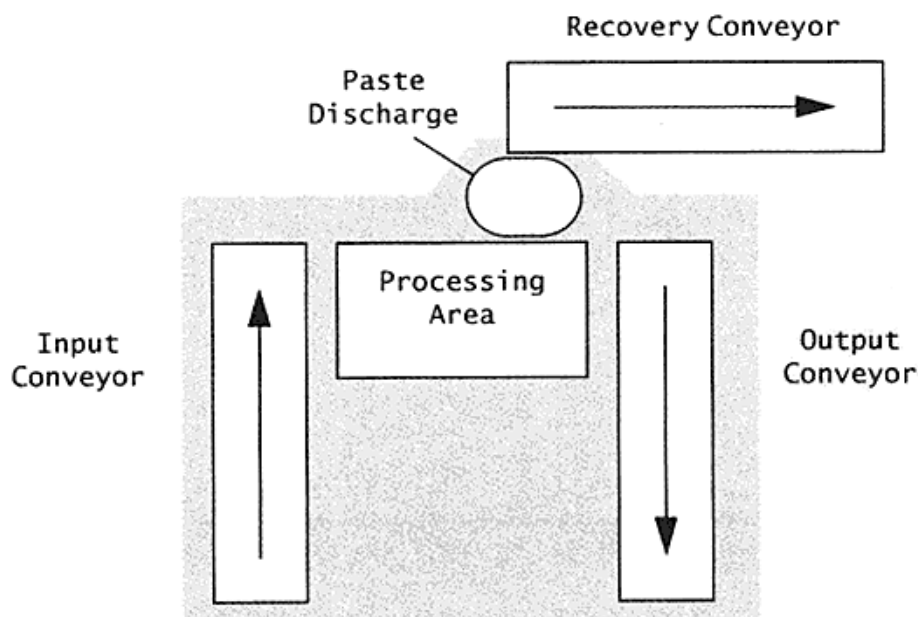 Recovery Conveyor
Paste
Discharge
Processing
Area
Input
Conveyor
Output
Conveyor